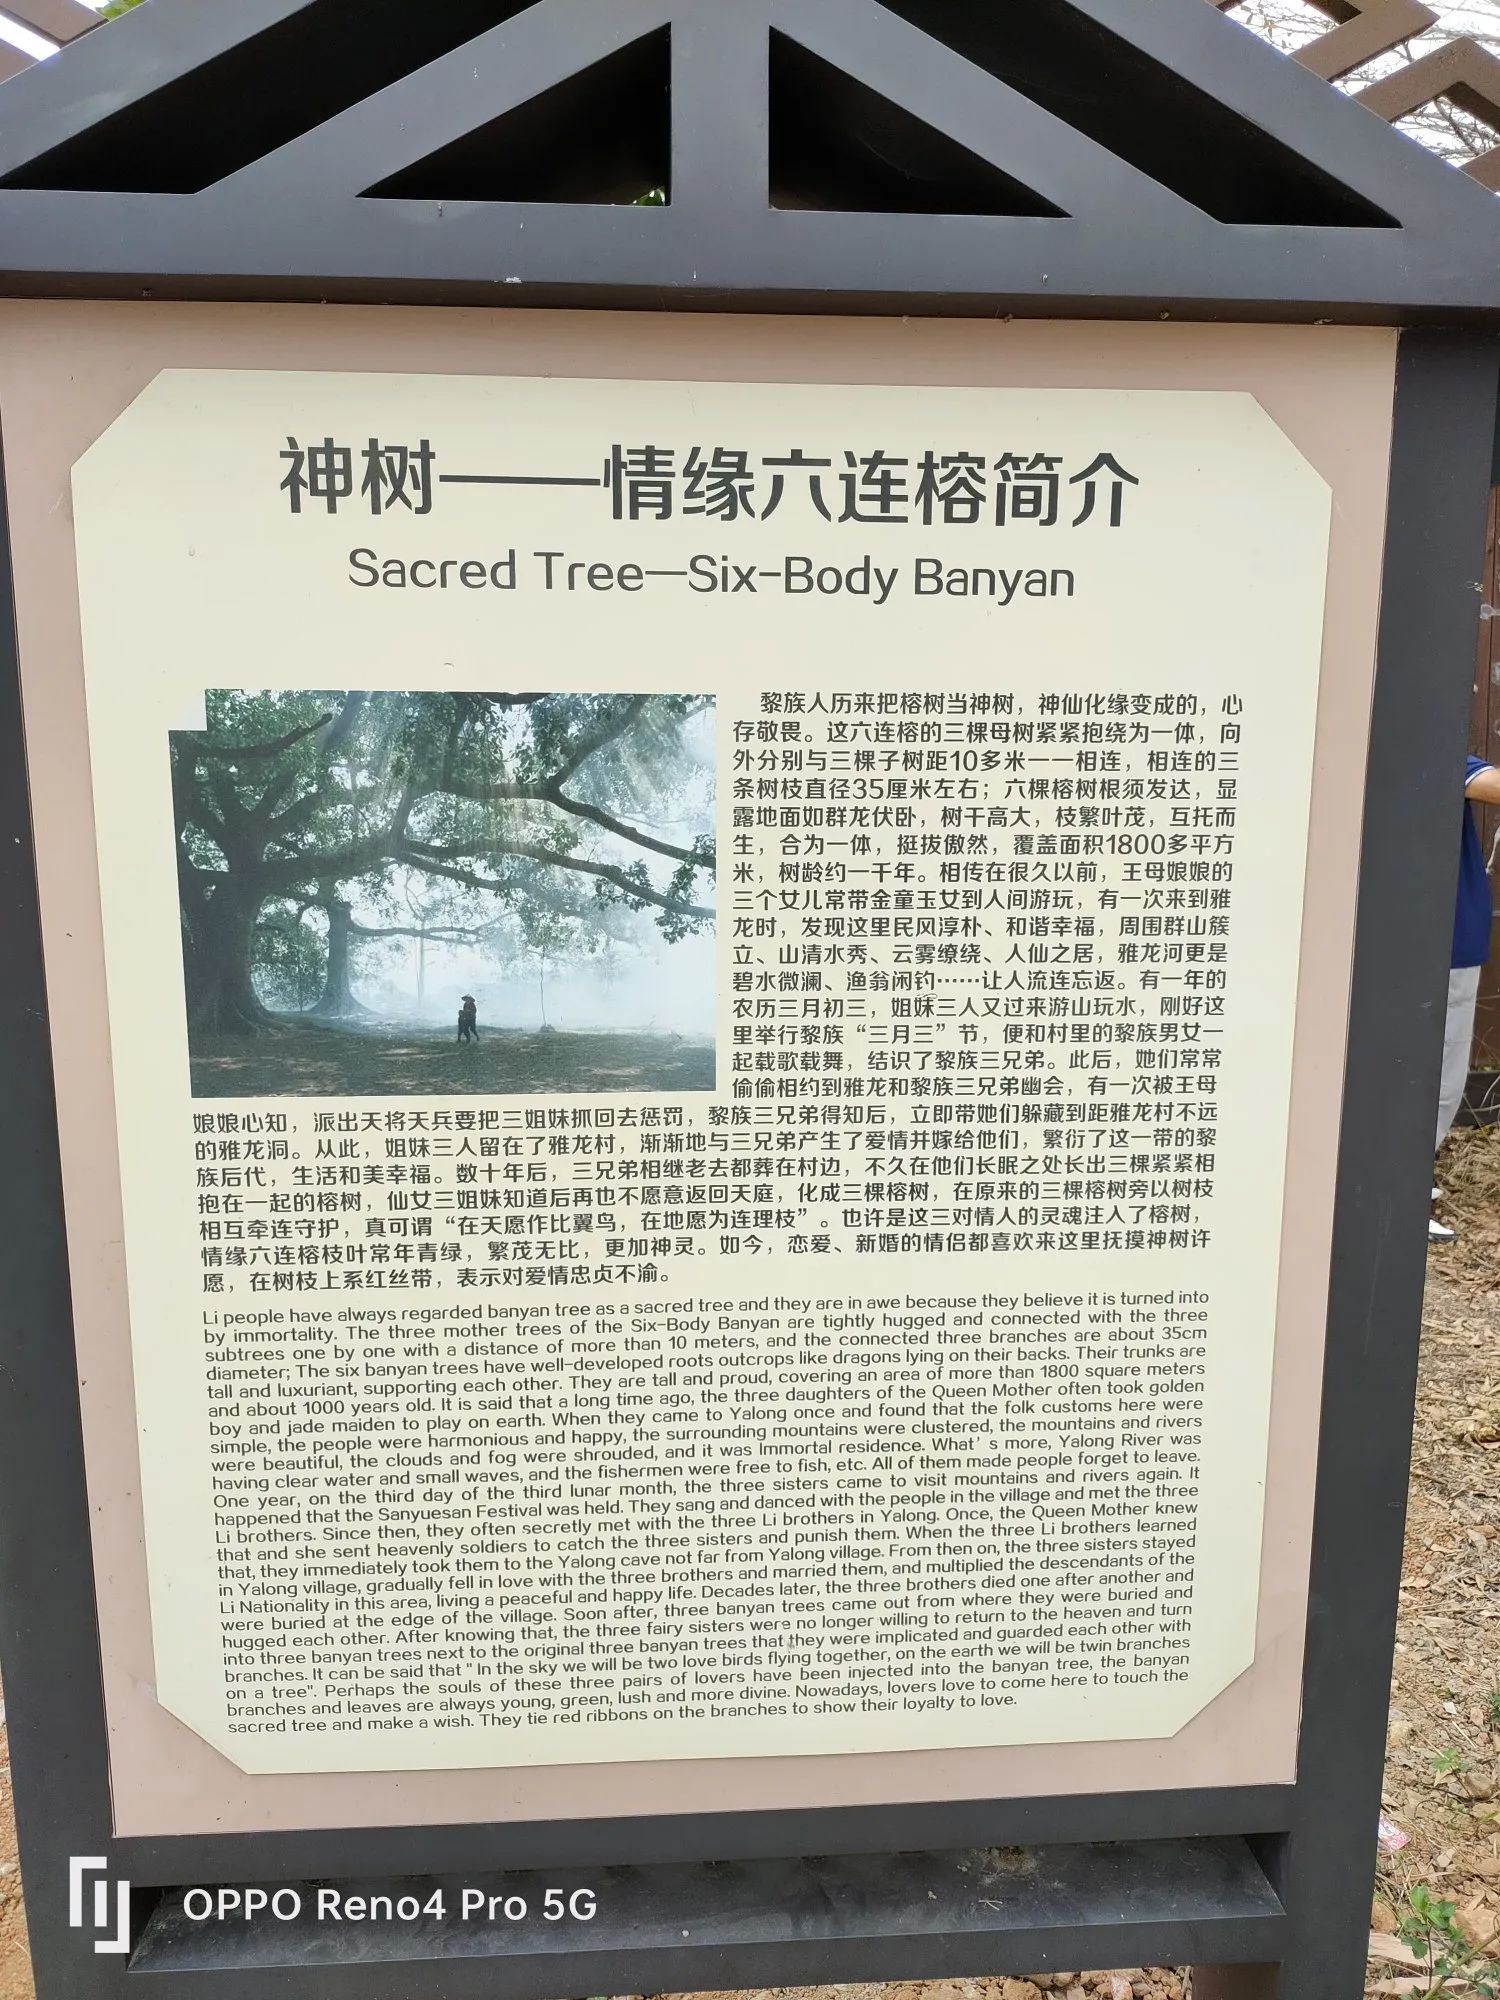 神树——情缘六连榕简介
Sacred Tree—Six-Body Banyan
黎族人历来把榕树当神树，神仙化缘变成的，心
存敬畏。这六连榕的三棵母树紧紧抱绕为一体，向
外分别与三棵子树距10多米一一相连，相连的三
条树枝直径35厘米左右；六棵榕树根须发达，显
露地面如群龙伏卧，树干高大，枝繁叶茂，互托而
生，合为一体，挺拔傲然，覆盖面积1800多平方
米，树龄约一千年。相传在很久以前，王母娘娘的
三个女儿常带金童玉女到人间游玩，有一次来到雅
龙时，发现这里民风淳朴、和谐幸福，周围群山簇
立、山清水秀、云雾缭绕、人仙之居，雅龙河更是
碧水微澜、渔翁闲钓……让人流连忘返。有一年的
农历三月初三，姐妹三人又过来游山玩水，刚好这
里举行黎族“三月三”节，便和村里的黎族男女一
起载歌载舞，结识了黎族三兄弟。此后，她们常常
偷偷相约到雅龙和黎族三兄弟幽会，有一次被王母
娘娘心知，派出天将天兵要把三姐妹抓回去惩罚，黎族三兄弟得知后，立即带她们躲藏到距雅龙村不远
的雅龙洞。从此，姐妹三人留在了雅龙村，渐渐地与三兄弟产生了爱情并嫁给他们，繁衍了这一带的黎
族后代，生活和美幸福。数十年后，三兄弟相继老去都葬在村边，不久在他们长眠之处长出三棵紧紧相
抱在一起的榕树，仙女三姐妹知道后再也不愿意返回天庭，化成三棵榕树，在原来的三棵榕树旁以树枝
相互牵连守护，真可谓“在天愿作比翼鸟，在地愿为连理枝”。也许是这三对情人的灵魂注入了榕树，
情缘六连榕枝叶常年青绿，繁茂无比，更加神灵。如今，恋爱、新婚的情侣都喜欢来这里抚摸神树许
愿，在树枝上系红丝带，表示对爱情忠贞不渝。
Li people have always regarded banyan tree as a sacred tree and they are in awe because they believe it is turned into
by immortality. The three mother trees of the Six-Body Banyan are tightly hugged and connected with the three
subtrees one by one with a distance of more than 10 meters, and the connected three branches are about 35cm
diameter; The six banyan trees have well-developed roots outcrops like dragons lying on their backs. Their trunks are
tall and luxuriant, supporting each other. They are tall and proud, covering an area of more than 1800 square meters
and about 1000 years old. It is said that a long time ago, the three daughters of the Queen Mother often took golden
boy and jade maiden to play on earth. When they came to Yalong once and found that the folk customs here were
simple, the people were harmonious and happy, the surrounding mountains were clustered, the mountains and rivers
were beautiful, the clouds and fog were shrouded, and it was Immortal residence. What's more, Yalong River was
having clear water and small waves, and the fishermen were free to fish, etc. All of them made people forget to leave.
One year, on the third day of the third lunar month, the three sisters came to visit mountains and rivers again. It
happened that the Sanyuesan Festival was held. They sang and danced with the people in the village and met the three
Li brothers. Since then, they often secretly met with the three Li brothers in Yalong. Once, the Queen Mother knew
that and she sent heavenly soldiers to catch the three sisters and punish them. When the three Li brothers learned
that, they immediately took them to the Yalong cave not far from Yalong village. From then on, the three sisters stayed
in Yalong village, gradually fell in love with the three brothers and married them, and multiplied the descendants of the
Li Nationality in this area, living a peaceful and happy life. Decades later, the three brothers died one after another and
were buried at the edge of the village. Soon after, three banyan trees came out from where they were buried and
hugged each other. After knowing that, the three fairy sisters were no longer willing to return to the heaven and turn
into three banyan trees next to the original three banyan trees that they were implicated and guarded each other with
branches. It can be said that " In the sky we will be two love birds flying together, on the earth we will be twin branches
on a tree". Perhaps the souls of these three pairs of lovers have been injected into the banyan tree, the banyan
branches and leaves are always young, green, lush and more divine. Nowadays, lovers love to come here to touch the
sacred tree and make a wish. They tie red ribbons on the branches to show their loyalty to love.
OPPO Reno4 Pro 5G